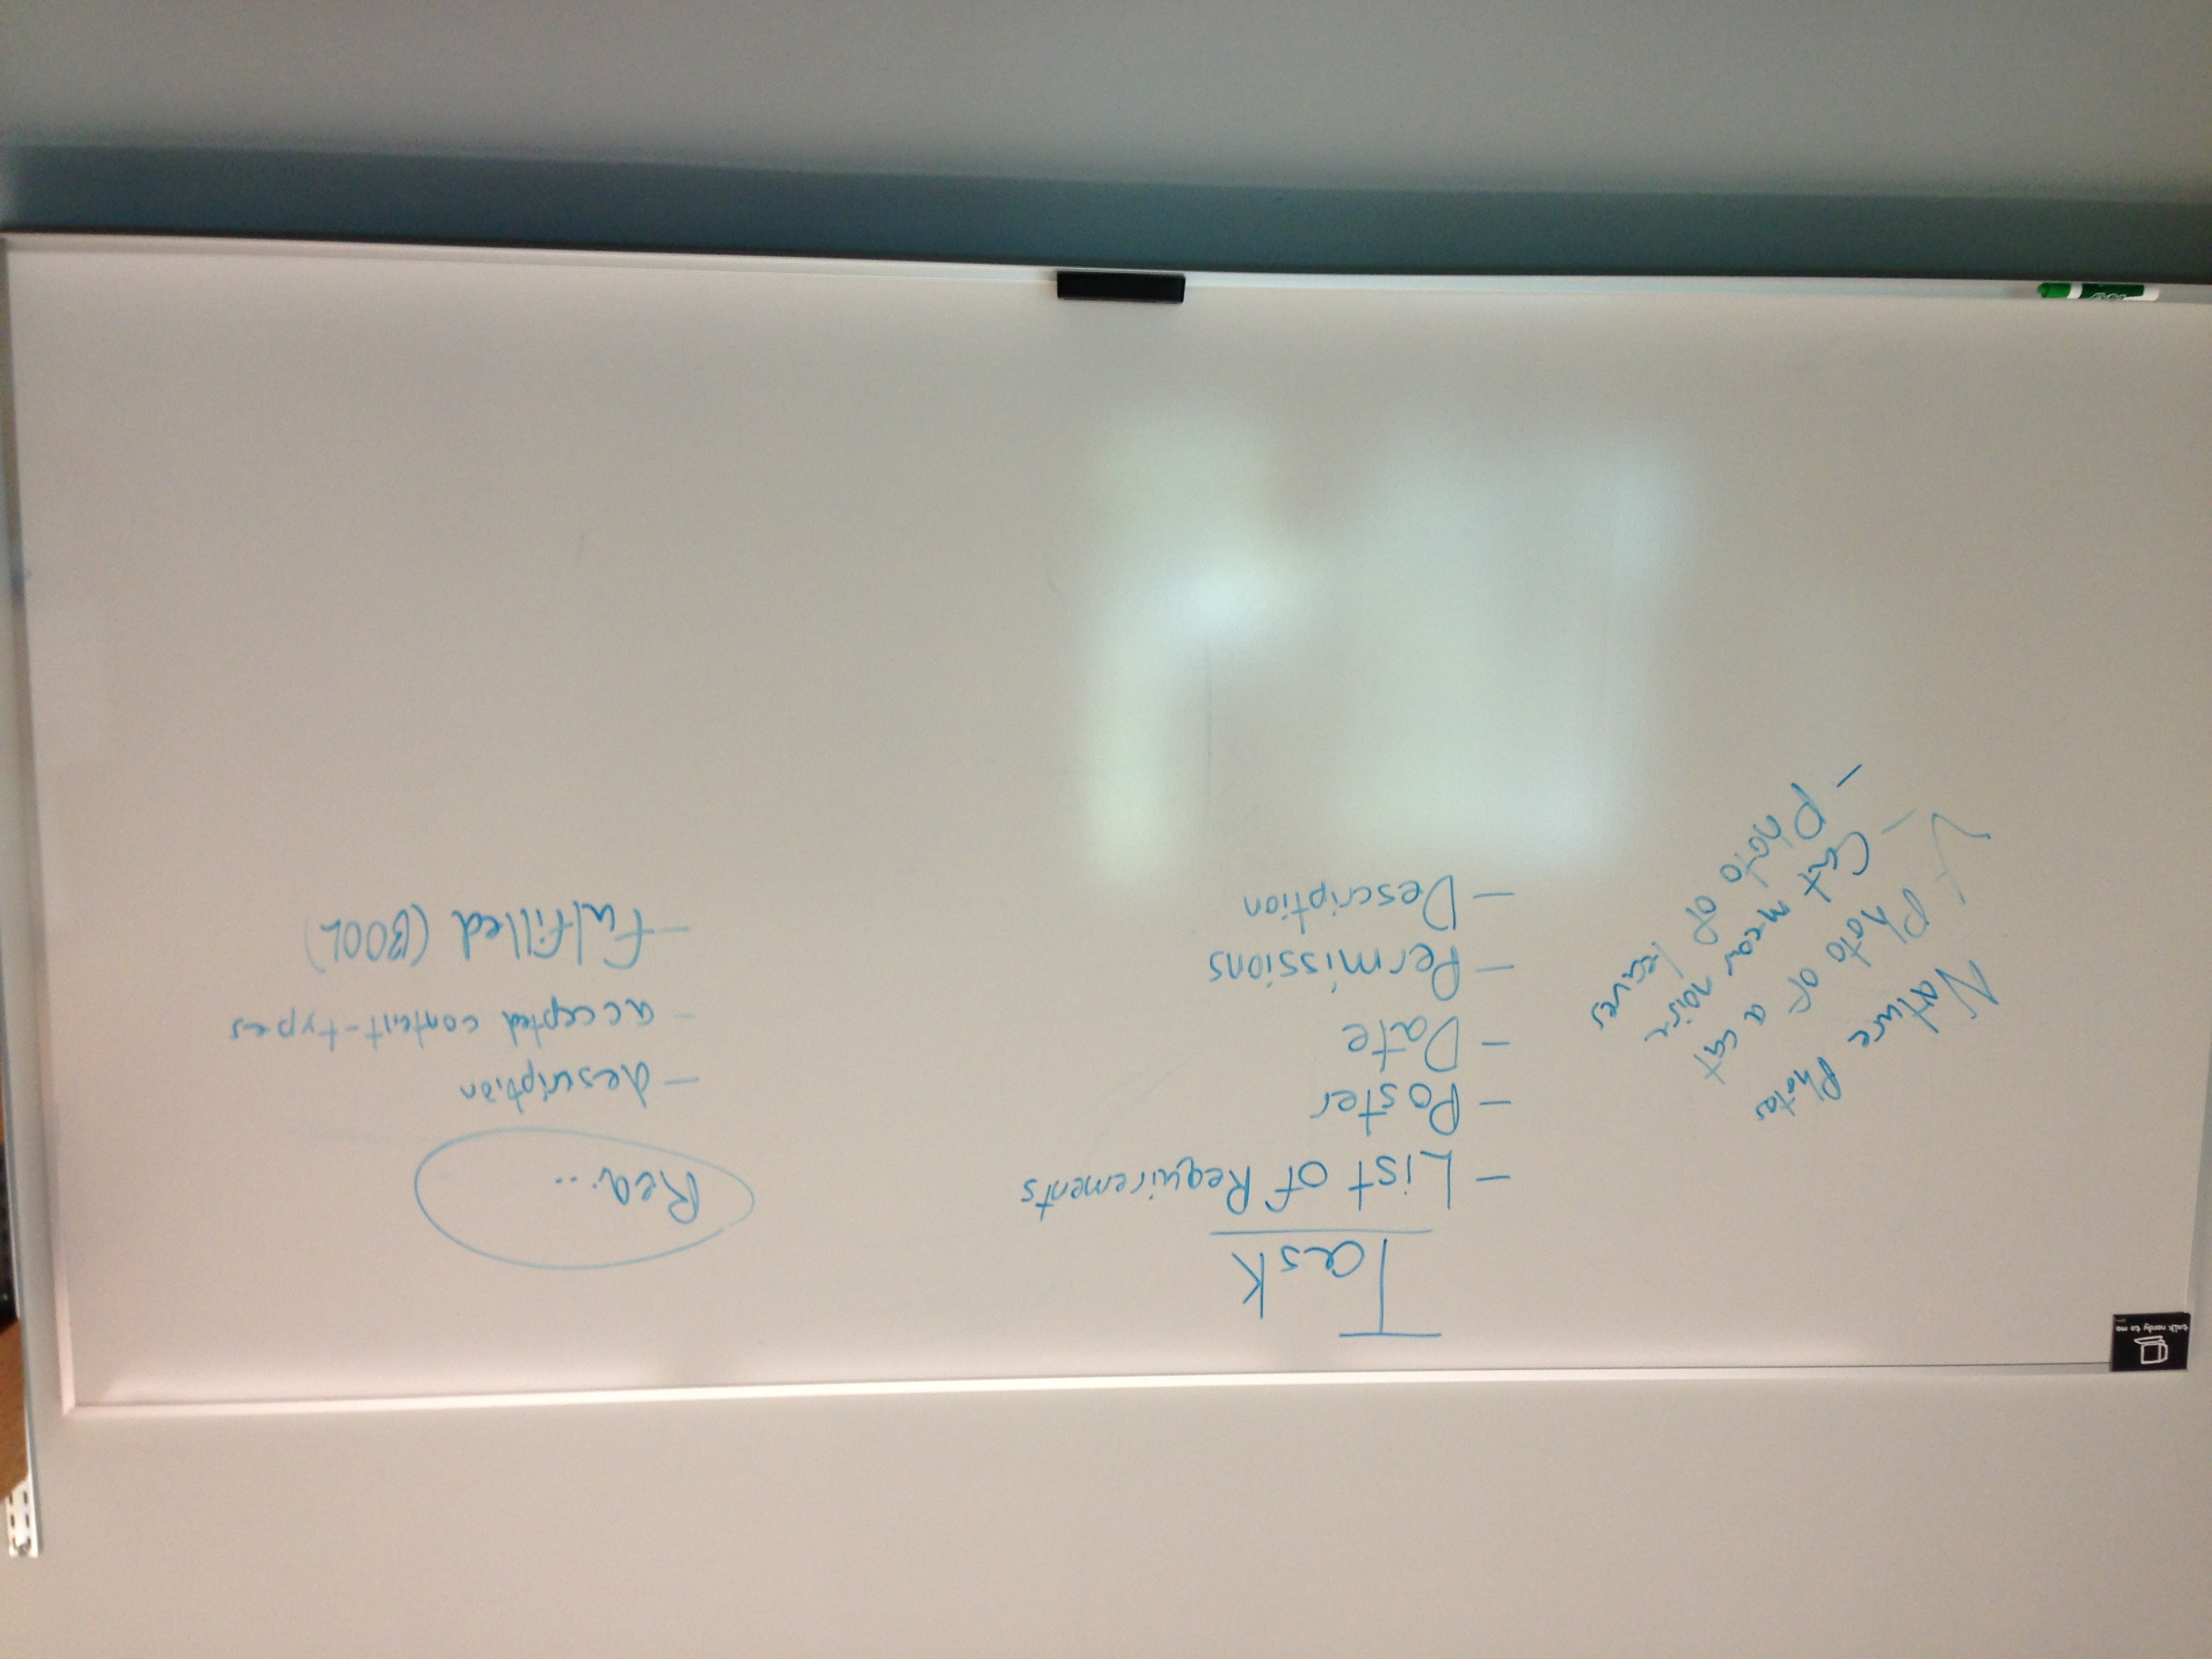 talk nerdy to me
Task
- List of Requirements
- Poster
- Date
- Permissions
- Description
Nature Photos
√- Photo of a cat
- Cat meow noise
- Photo of leaves
Req...
- description
- accepted content-types
- fulfilled (BOOL)